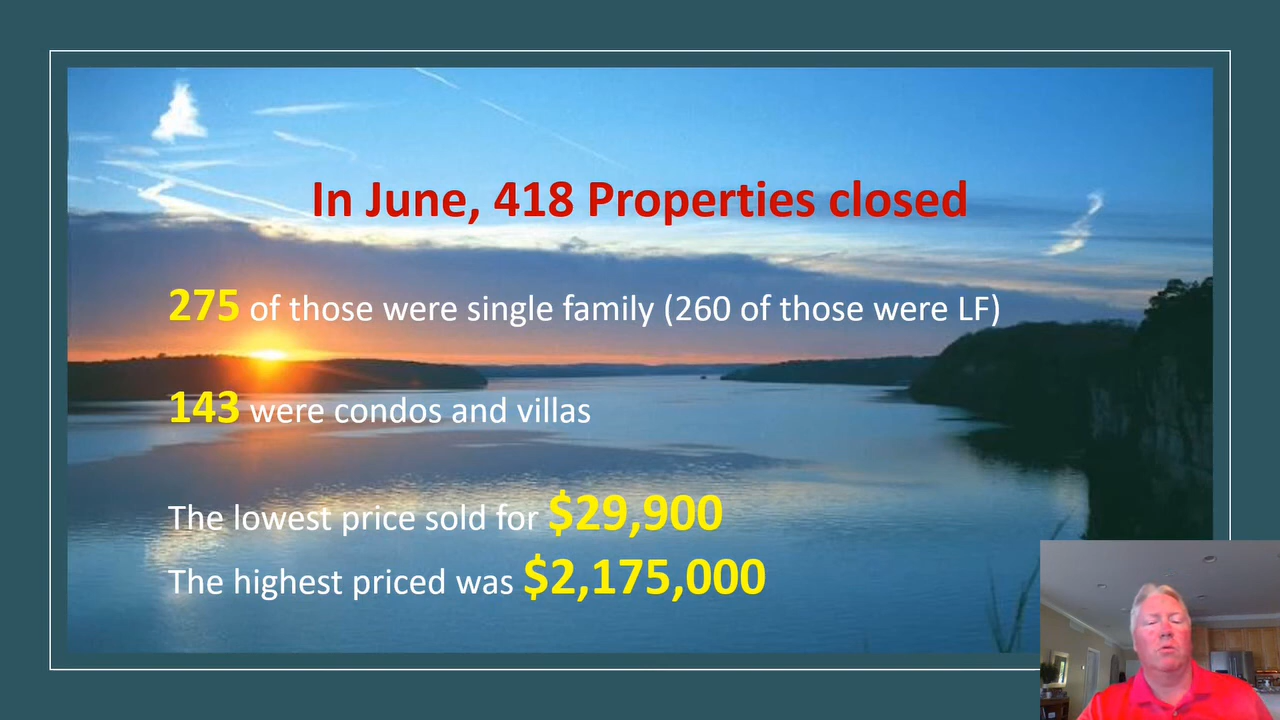 In June, 418 Properties closed
275 of those were single family (260 of those were LF)
143 were condos and villas
The lowest price sold for $29,900
The highest priced was $2,175,000